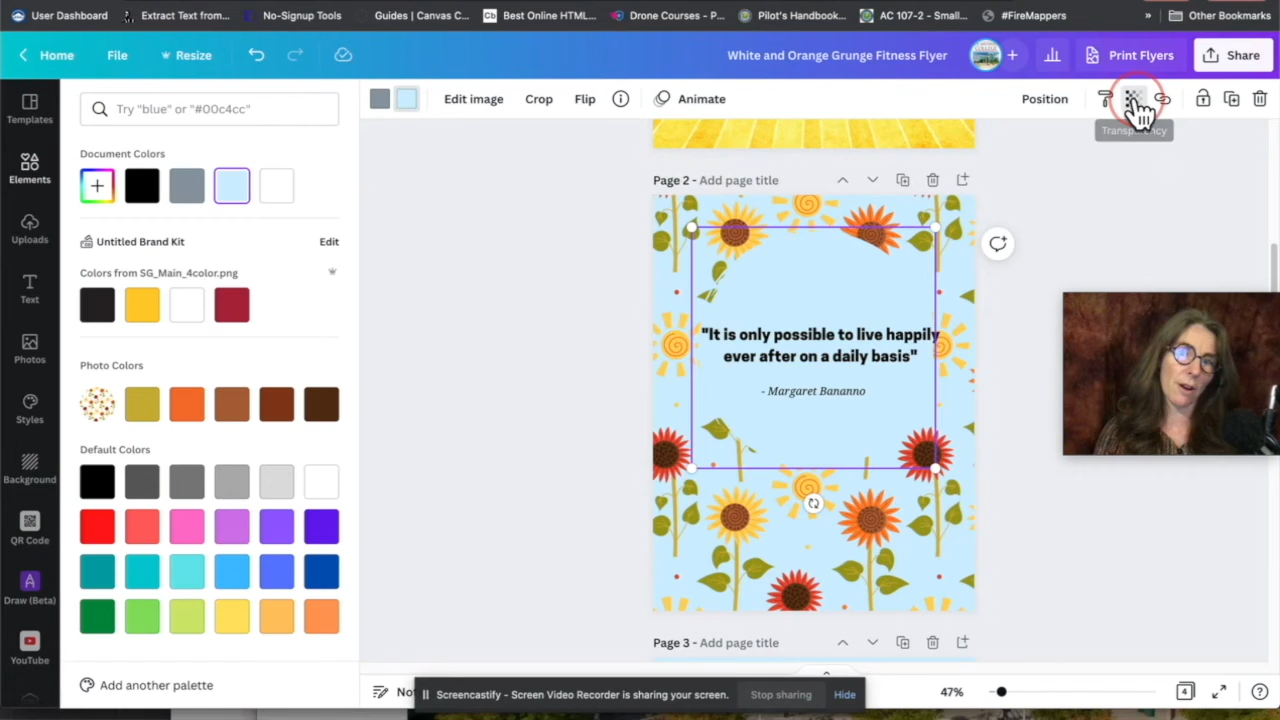 User Dashboard
Extract Text from...
No-Signup Tools
Guides | Canvas C...
Cb
Best Online HTML...
Drone Courses - P...
Pilot's Handbook...
AC 107-2 - Small...
#FireMappers
»
Other Bookmarks
Home
File
Resize
White and Orange Grunge Fitness Flyer
+
Print Flyers
Share
Templates
Elements
Uploads
Text
Photos
Styles
Background
QR Code
Draw (Beta)
YouTube
Try "blue" or "#00c4cc"
Document Colors
Untitled Brand Kit
Edit
Colors from SG_Main_4color.png
Photo Colors
Default Colors
Add another palette
Edit image
Crop
Flip
Animate
Position
Transparency
Page 2 - Add page title
"It is only possible to live happily
ever after on a daily basis"
- Margaret Bananno
Page 3 - Add page title
Not
Screencastify - Screen Video Recorder is sharing your screen.
Stop sharing
Hide
47%
4
?